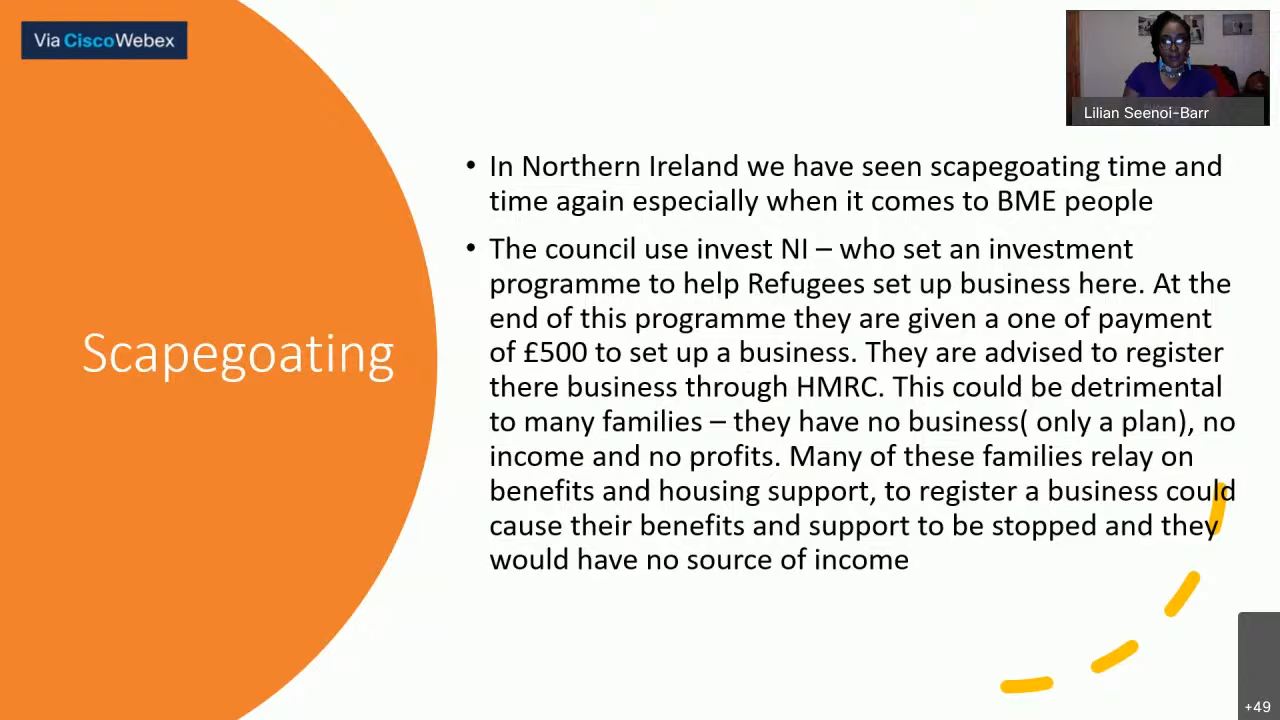 Via Cisco Webex
Lilian Seenoi-Barr
Scapegoating
• In Northern Ireland we have seen scapegoating time and
time again especially when it comes to BME people
• The council use invest NI – who set an investment
programme to help Refugees set up business here. At the
end of this programme they are given a one of payment
of £500 to set up a business. They are advised to register
there business through HMRC. This could be detrimental
to many families – they have no business( only a plan), no
income and no profits. Many of these families relay on
benefits and housing support, to register a business could
cause their benefits and support to be stopped and they
would have no source of income
+49